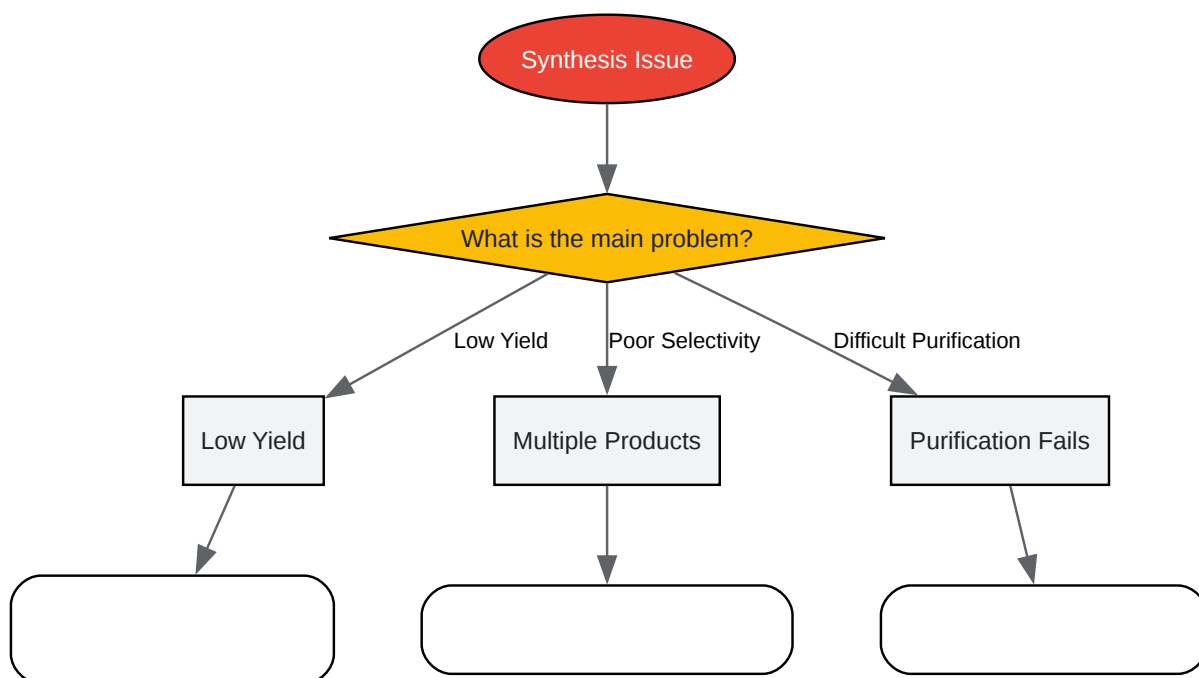 Synthesis Issue
What is the main problem?
Low Yield
Poor Selectivity
Difficult Purification
Low Yield
Multiple Products
Purification Fails